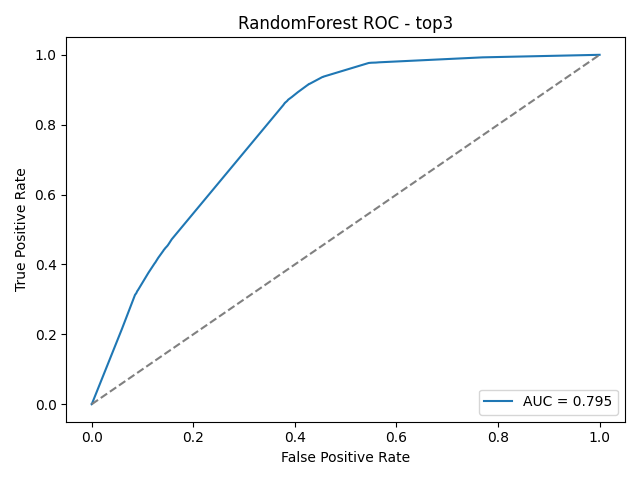 RandomForest ROC - top3
True Positive Rate
1.0
0.8
0.6
0.4
0.2
0.0
0.0 0.2 0.4 0.6 0.8 1.0
False Positive Rate
AUC = 0.795